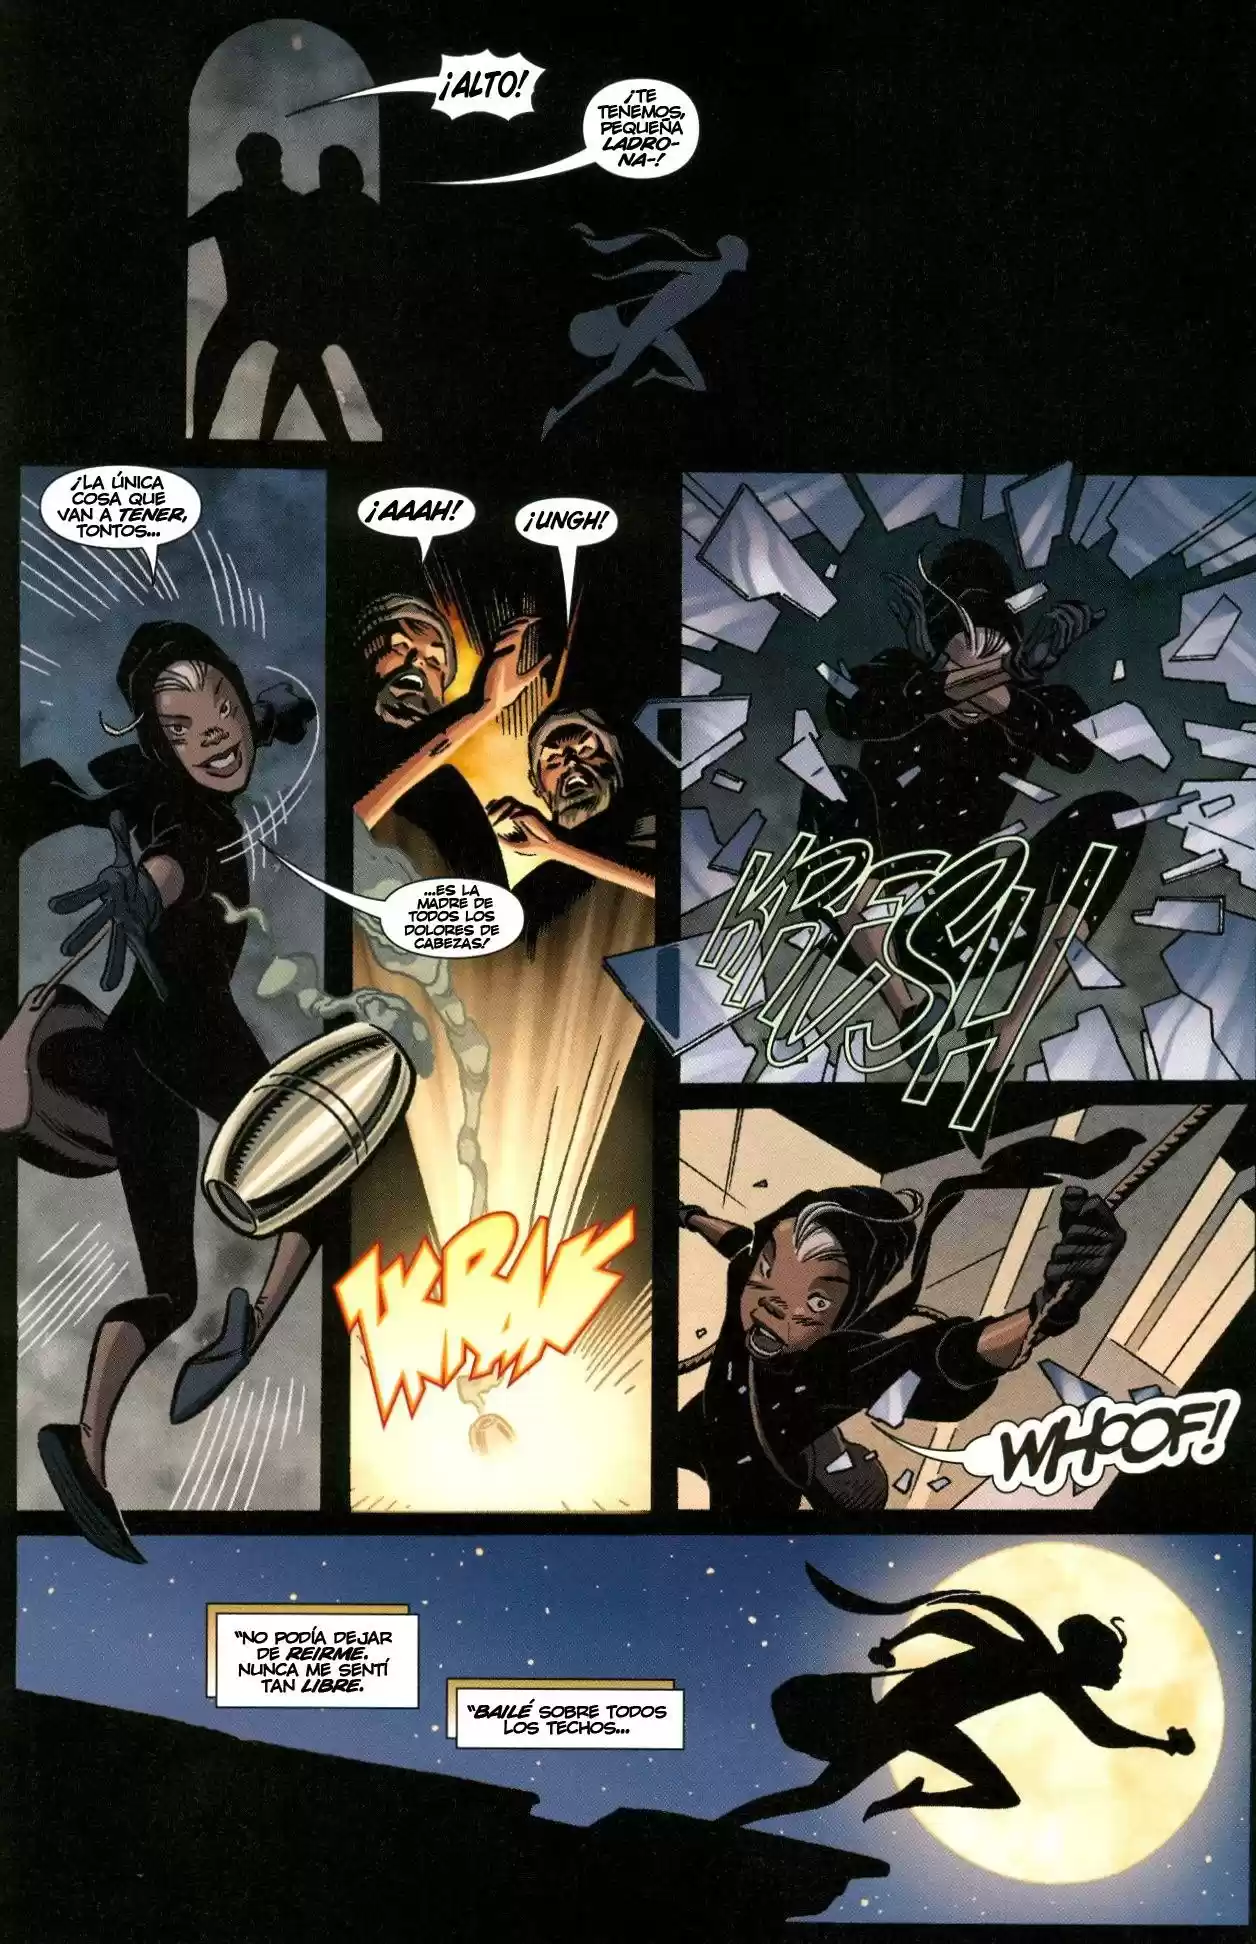 ¡ALTO!
¡TE
TENEMOS,
PEQUEÑA
LADRO-
NA-!
¡LA ÚNICA
COSA QUE
VAN A TENER,
TONTOS...
...ES LA
MADRE DE
TODOS LOS
DOLORES DE
CABEZAS!
¡AAAH!
¡UNGH!
KRAK
KRESH
WHOOF!
"NO PODÍA DEJAR
DE REIRME.
NUNCA ME SENTÍ
TAN LIBRE.
"BAILÉ SOBRE TODOS
LOS TECHOS...